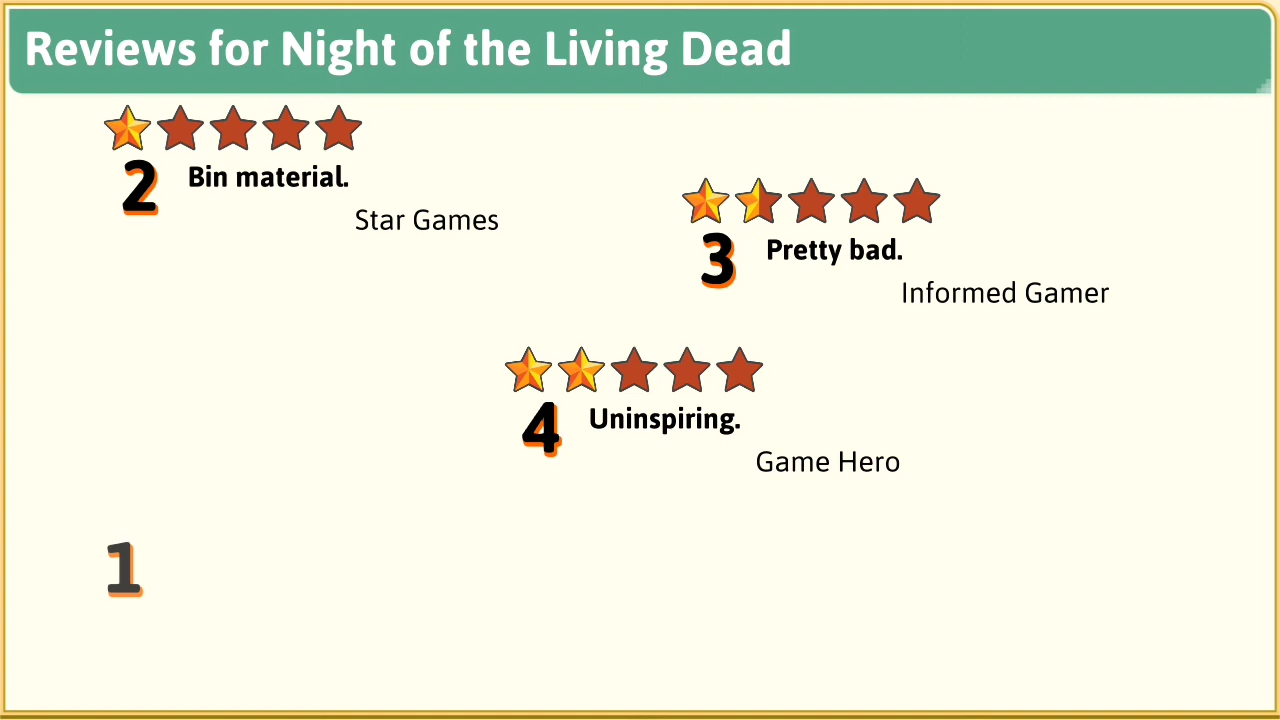 Reviews for Night of the Living Dead
2 Bin material.
Star Games
3 Pretty bad.
Informed Gamer
4 Uninspiring.
Game Hero
1